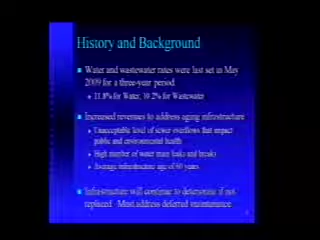 History and Background
Water and wastewater rates were last set in May
2009 for a three-year period
11.8% for Water, 10.2% for Wastewater
Increased revenues to address aging infrastructure
Unacceptable level of sewer overflows that impact
public and environmental health
High number of water main leaks and breaks
Average infrastructure age of 60 years
Infrastructure will continue to deteriorate if not
replaced. Must address deferred maintenance